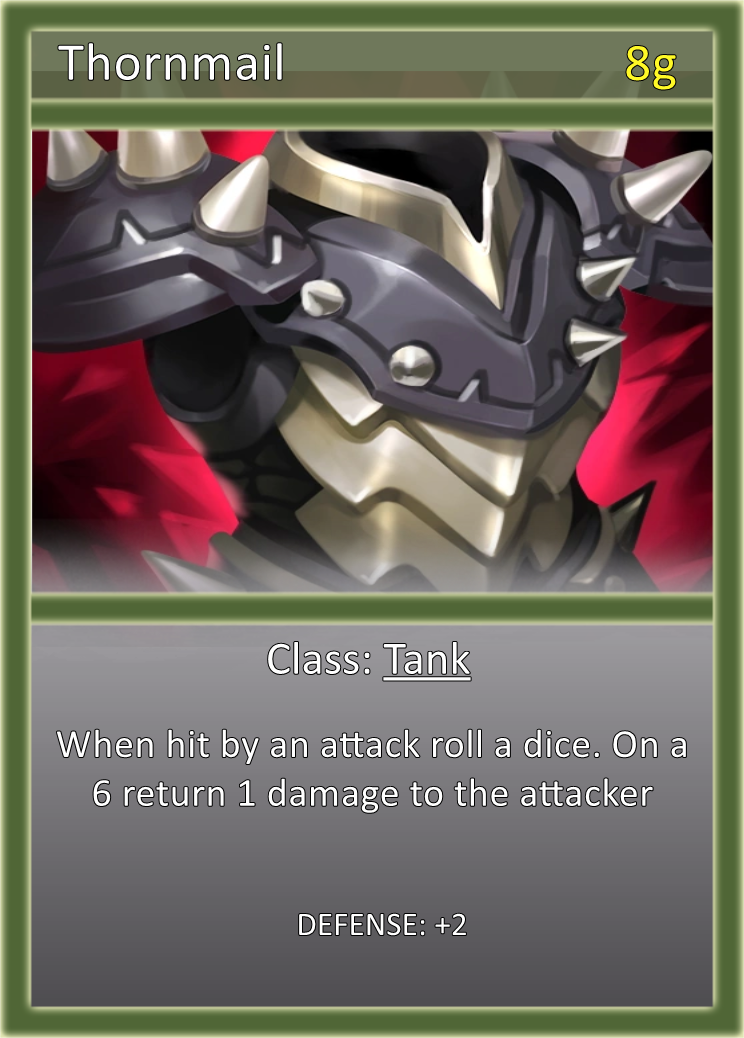 Thornmail 8g
Class: Tank
When hit by an attack roll a dice. On a
6 return 1 damage to the attacker
DEFENSE: +2